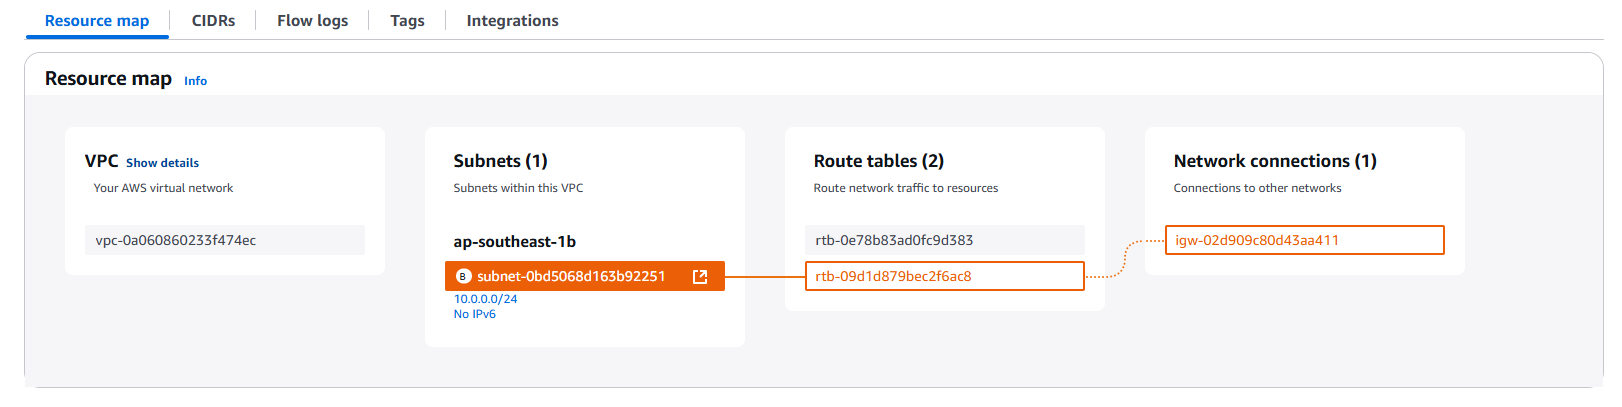 Resource map
CIDRs
Flow logs
Tags
Integrations
Resource map Info
VPC Show details
Your AWS virtual network
vpc-0a060860233f474ec
Subnets (1)
Subnets within this VPC
ap-southeast-1b
B subnet-0bd5068d163b92251
10.0.0.0/24
No IPv6
Route tables (2)
Route network traffic to resources
rtb-0e78b83ad0fc9d383
rtb-09d1d879bec2f6ac8
Network connections (1)
Connections to other networks
igw-02d909c80d43aa411